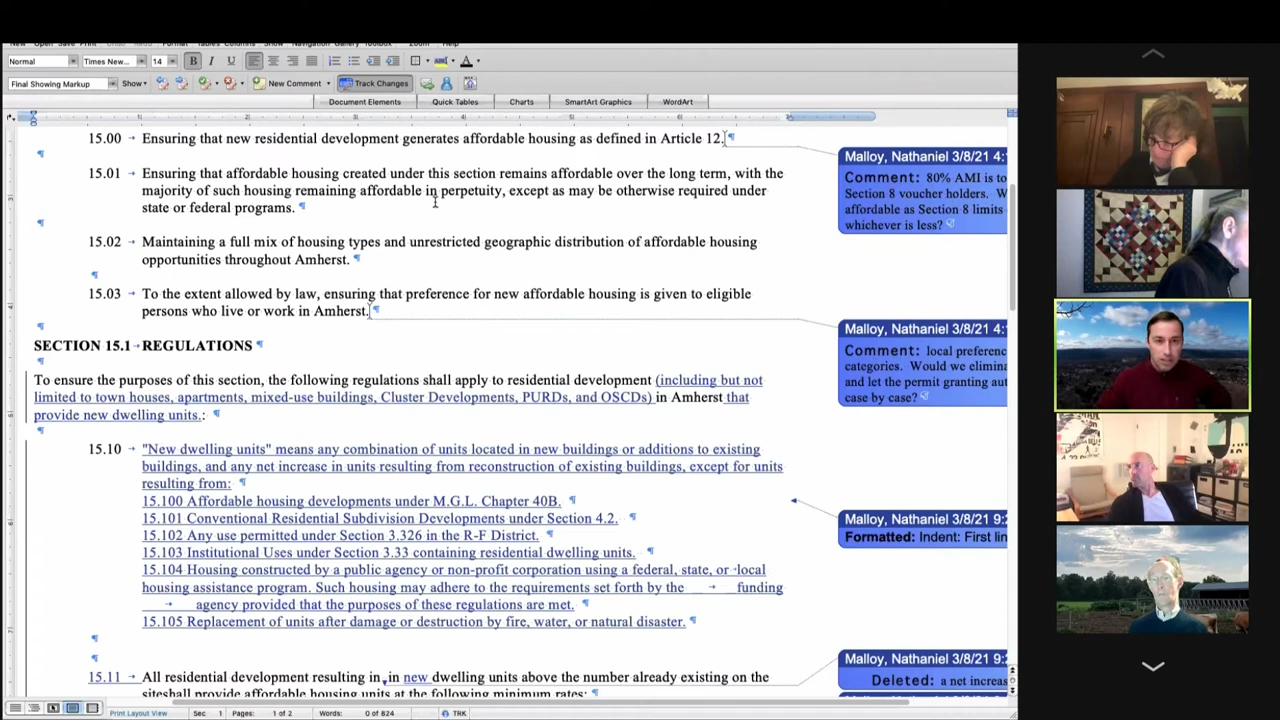 Normal Times New... 14 B I U ABC A
Final Showing Markup Show New Comment Track Changes
Document Elements Quick Tables Charts SmartArt Graphics WordArt
15.00 → Ensuring that new residential development generates affordable housing as defined in Article 12. ¶
¶
15.01 → Ensuring that affordable housing created under this section remains affordable over the long term, with the
majority of such housing remaining affordable in perpetuity, except as may be otherwise required under
state or federal programs. ¶
¶
15.02 → Maintaining a full mix of housing types and unrestricted geographic distribution of affordable housing
opportunities throughout Amherst. ¶
¶
15.03 → To the extent allowed by law, ensuring that preference for new affordable housing is given to eligible
persons who live or work in Amherst. ¶
¶
SECTION 15.1 → REGULATIONS ¶
¶
To ensure the purposes of this section, the following regulations shall apply to residential development (including but not
limited to town houses, apartments, mixed-use buildings, Cluster Developments, PURDs, and OSCDs) in Amherst that
provide new dwelling units.: ¶
¶
15.10 → "New dwelling units" means any combination of units located in new buildings or additions to existing
buildings, and any net increase in units resulting from reconstruction of existing buildings, except for units
resulting from: ¶
15.100 Affordable housing developments under M.G.L. Chapter 40B. ¶
15.101 Conventional Residential Subdivision Developments under Section 4.2. ¶
15.102 Any use permitted under Section 3.326 in the R-F District. ¶
15.103 Institutional Uses under Section 3.33 containing residential dwelling units. ¶
15.104 Housing constructed by a public agency or non-profit corporation using a federal, state, or local
housing assistance program. Such housing may adhere to the requirements set forth by the → funding
→ agency provided that the purposes of these regulations are met. ¶
15.105 Replacement of units after damage or destruction by fire, water, or natural disaster. ¶
¶
¶
15.11 → All residential development resulting in in new dwelling units above the number already existing on the
siteshall provide affordable housing units at the following minimum rates: ¶
Malloy, Nathaniel 3/8/21 4:
Comment: 80% AMI is to
Section 8 voucher holders. W
affordable as Section 8 limits
whichever is less?
Malloy, Nathaniel 3/8/21 4:
Comment: local preferenc
categories. Would we elimina
and let the permit granting au
case by case?
Malloy, Nathaniel 3/8/21 9:
Formatted: Indent: First lin
Malloy, Nathaniel 3/8/21 9:
Deleted: a net increas
Print Layout View Sec 1 Pages: 1 of 2 Words: 0 of 824 TRK